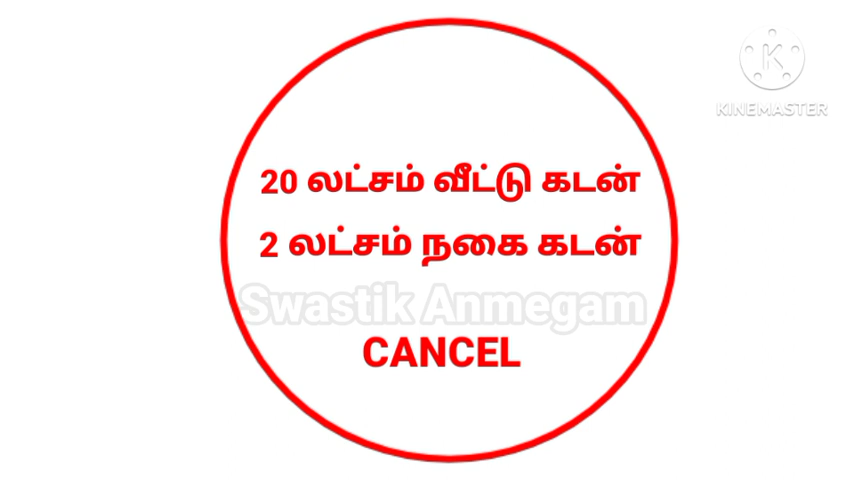 KINEMASTER
20 லட்சம் வீட்டு கடன்
2 லட்சம் நகை கடன்
Swastik Anmegam
CANCEL